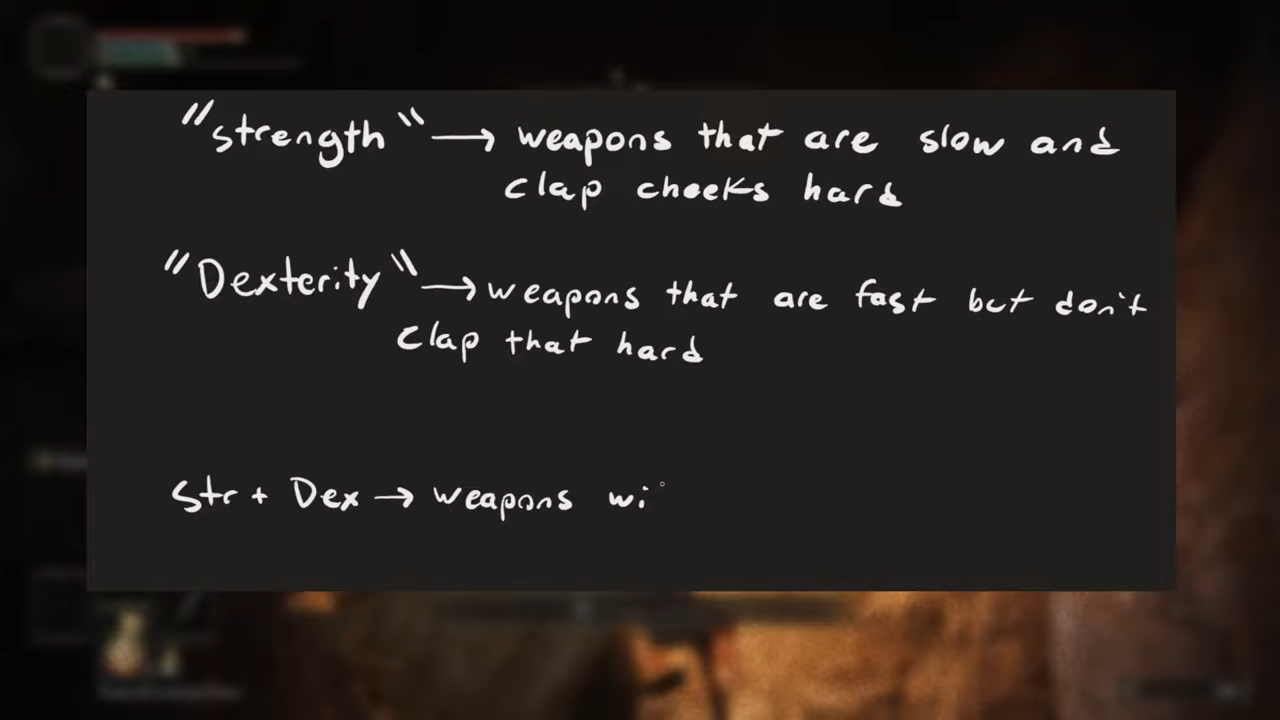 "strength" → weapons that are slow and
clap cheeks hard
"Dexterity" → weapons that are fast but don't
clap that hard
Str + Dex → weapons wi